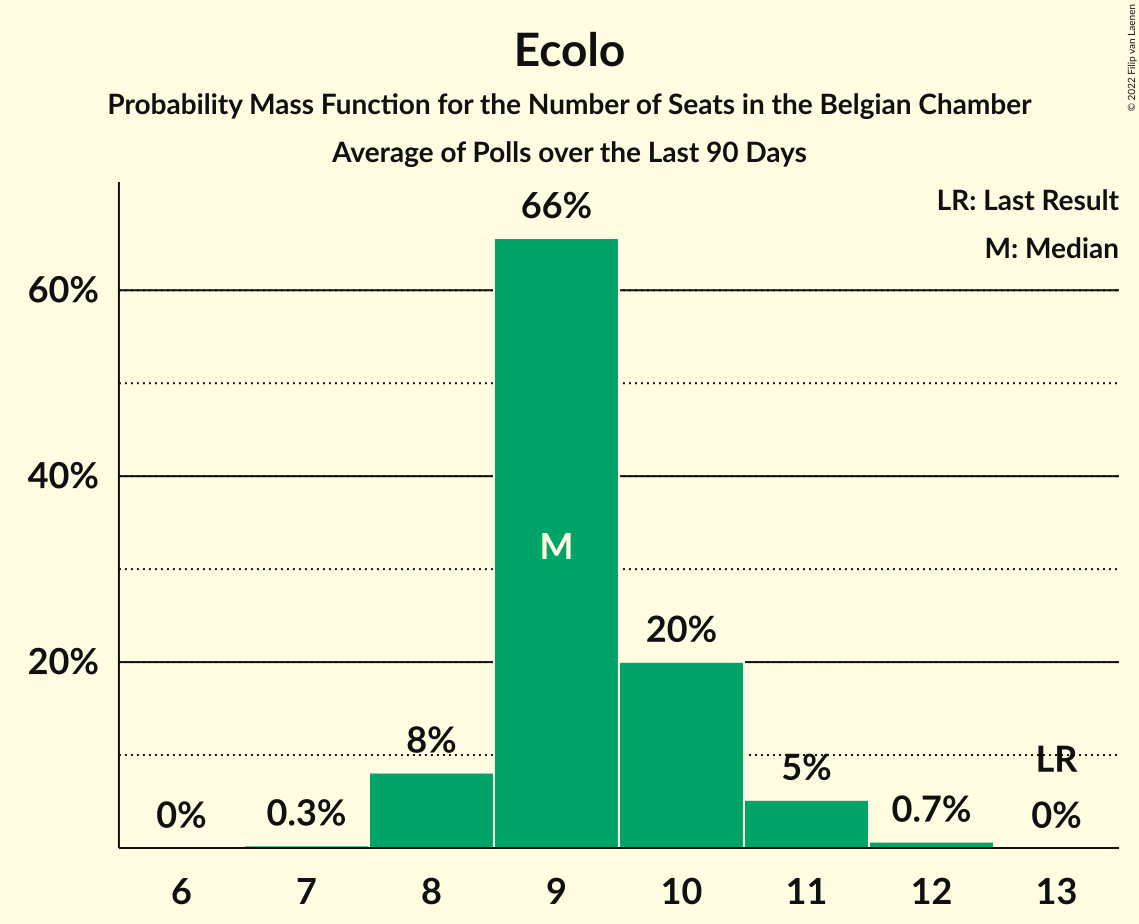 Ecolo
Probability Mass Function for the Number of Seats in the Belgian Chamber
Average of Polls over the Last 90 Days
© 2022 Filip van Laenen
LR: Last Result
M: Median
66%
60%
40%
M
20%
20%
8%
5%
LR
0%
0.3%
0.7%
0%
6 7 8 9 10 11 12 13